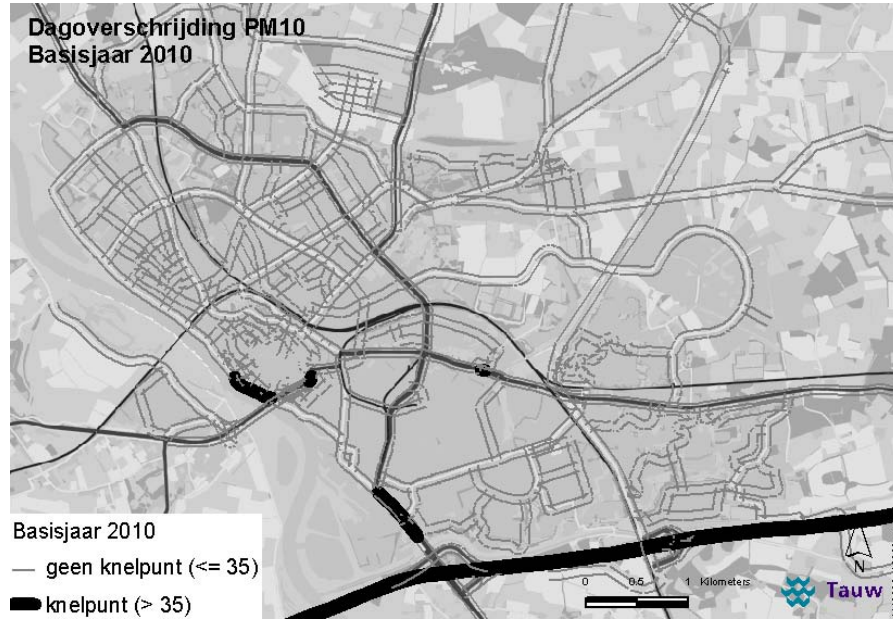 Dagoverschrijding PM10
Basisjaar 2010
Basisjaar 2010
geen knelpunt (<= 35)
knelpunt (> 35)
N
0 0.5 1 Kilometers
Tauw